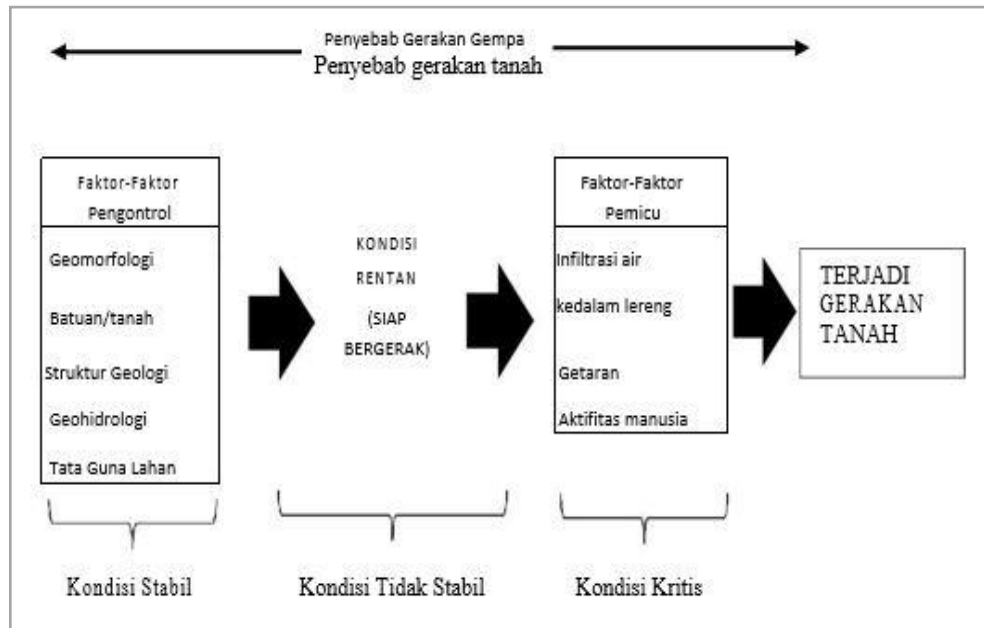 Penyebab Gerakan Gempa
Penyebab gerakan tanah
Faktor-Faktor
Pengontrol
Geomorfologi
Batuan/tanah
Struktur Geologi
Geohidrologi
Tata Guna Lahan
KONDISI
RENTAN
(SIAP
BERGERAK)
Faktor-Faktor
Pemicu
Infiltrasi air
kedalam lereng
Getaran
Aktifitas manusia
TERJADI
GERAKAN
TANAH
Kondisi Stabil
Kondisi Tidak Stabil
Kondisi Kritis